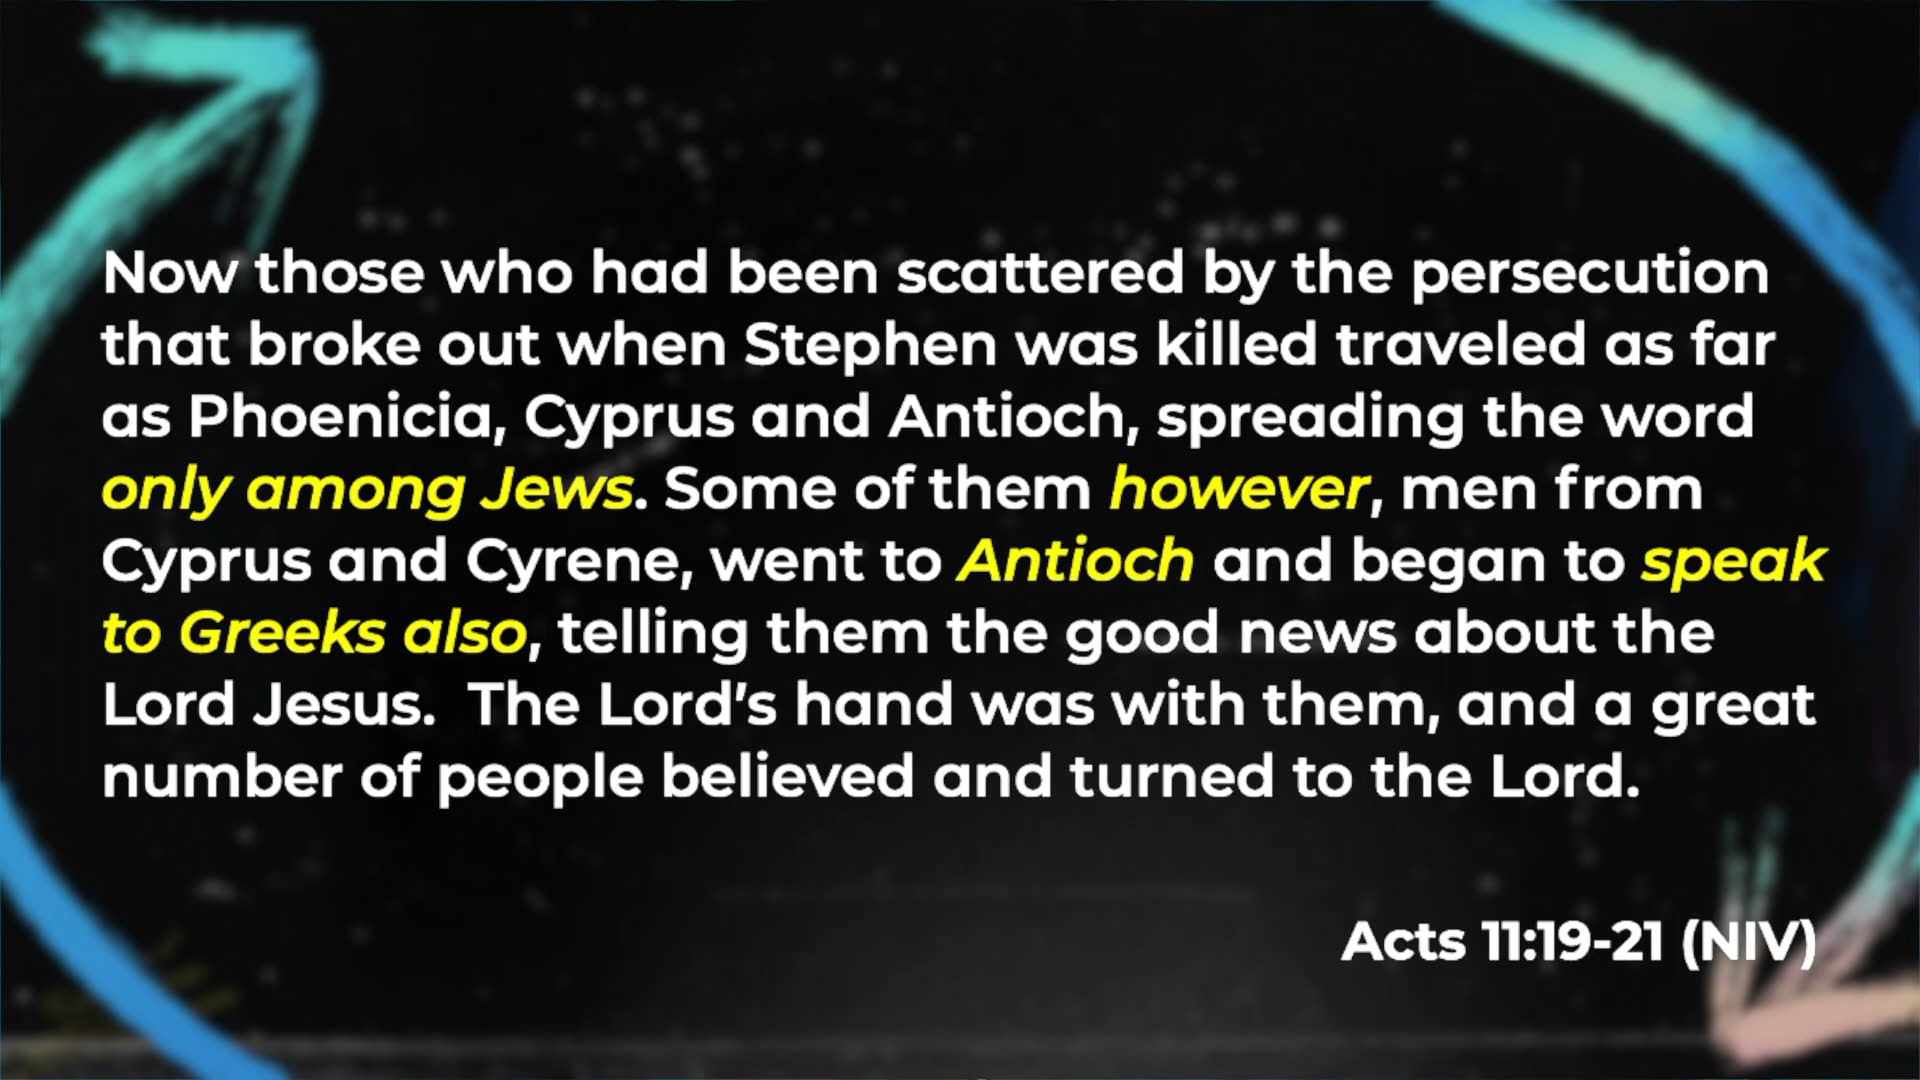 Now those who had been scattered by the persecution
that broke out when Stephen was killed traveled as far
as Phoenicia, Cyprus and Antioch, spreading the word
only among Jews. Some of them however, men from
Cyprus and Cyrene, went to Antioch and began to speak
to Greeks also, telling them the good news about the
Lord Jesus.  The Lord’s hand was with them, and a great
number of people believed and turned to the Lord.
Acts 11:19-21 (NIV)